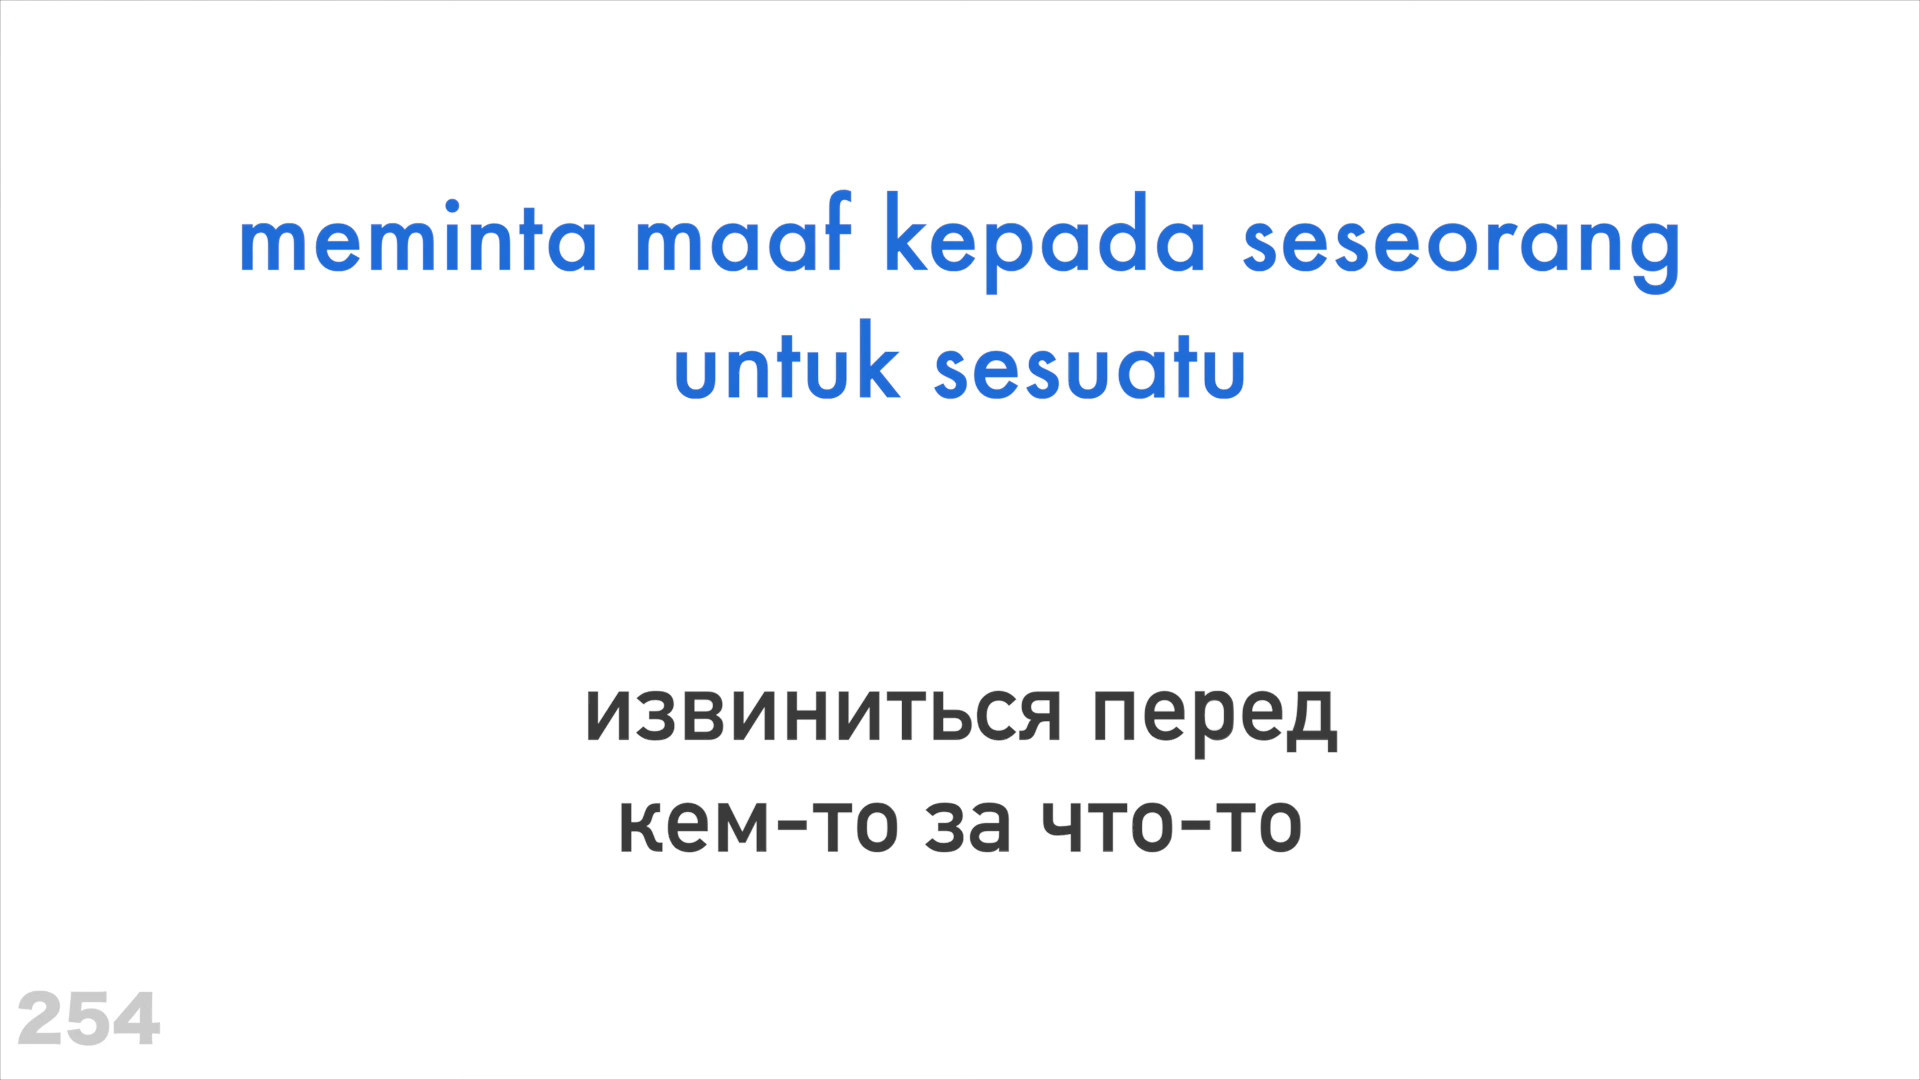 meminta maaf kepada seseorang
untuk sesuatu
извиниться перед
кем-то за что-то
254